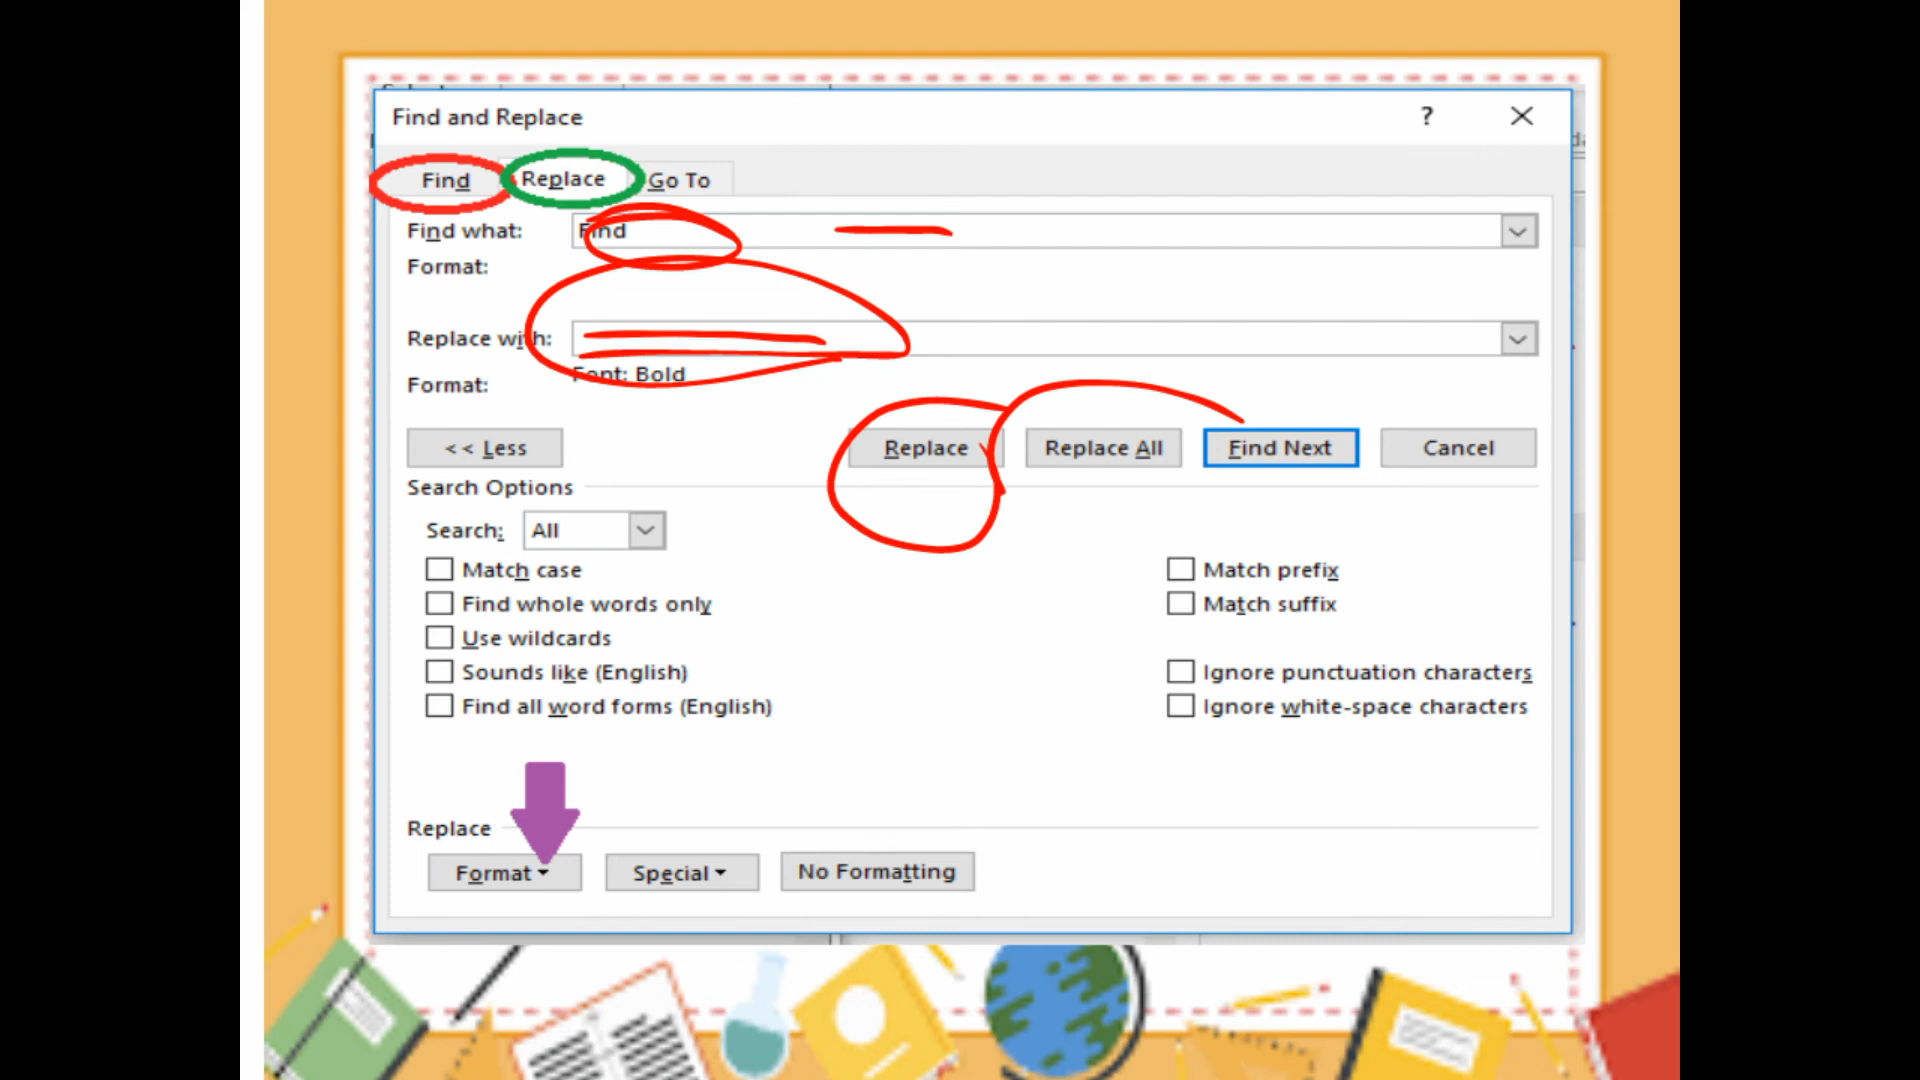 Find and Replace ?
Find Replace Go To
Find what: Find
Format:
Replace with:
Format: Font: Bold
<< Less Replace Replace All Find Next Cancel
Search Options
Search: All
Match case Match prefix
Find whole words only Match suffix
Use wildcards
Sounds like (English) Ignore punctuation characters
Find all word forms (English) Ignore white-space characters
Replace
Format Special No Formatting